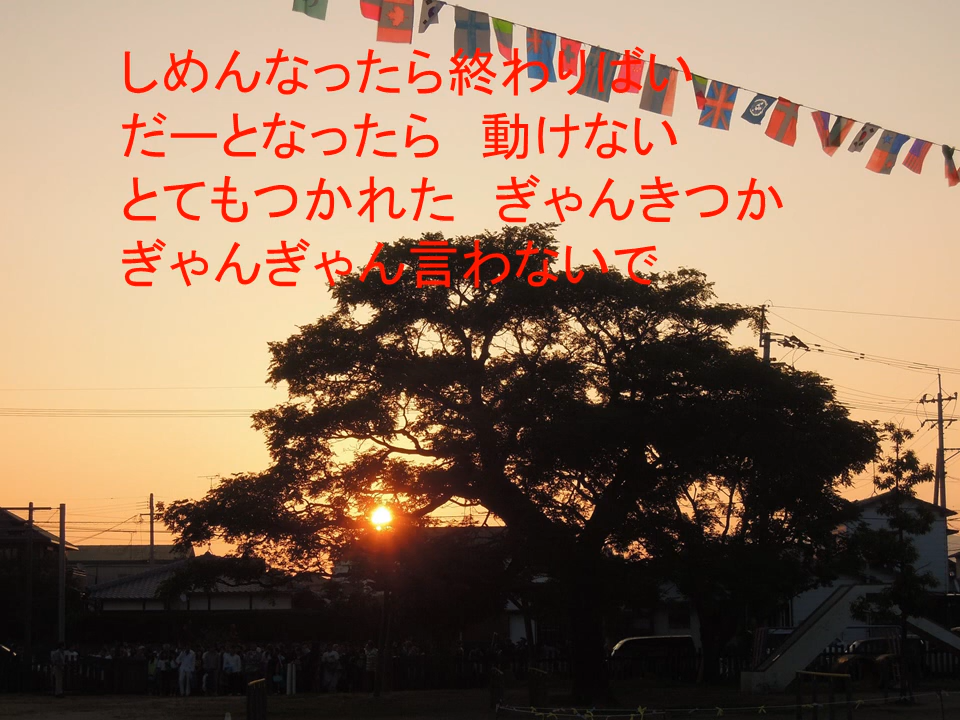 しめんなったら終わりばい
だーとなったら　動けない
とてもつかれた　ぎゃんきつか
ぎゃんぎゃん言わないで